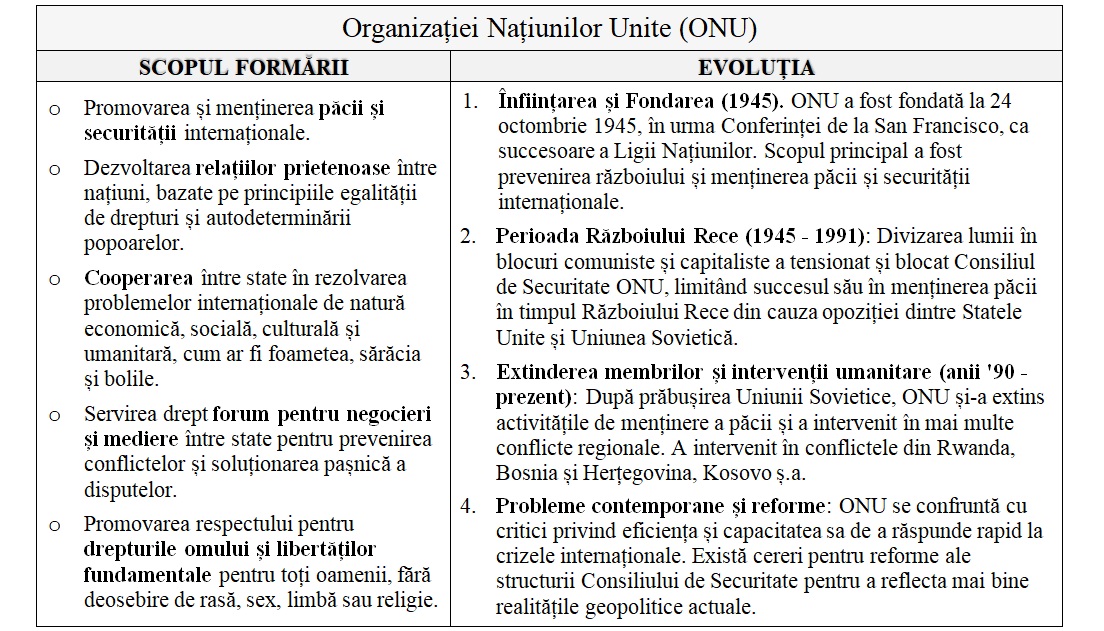 Organizației Națiunilor Unite (ONU)
SCOPUL FORMĂRII
EVOLUȚIA
o Promovarea și menținerea păcii și
securității internaționale.
o Dezvoltarea relațiilor prietenoase între
națiuni, bazate pe principiile egalității
de drepturi și autodeterminării
popoarelor.
o Cooperarea între state în rezolvarea
problemelor internaționale de natură
economică, socială, culturală și
umanitară, cum ar fi foametea, sărăcia
și bolile.
o Servirea drept forum pentru negocieri
și mediere între state pentru prevenirea
conflictelor și soluționarea pașnică a
disputelor.
o Promovarea respectului pentru
drepturile omului și libertăților
fundamentale pentru toți oamenii, fără
deosebire de rasă, sex, limbă sau religie.
1. Înființarea și Fondarea (1945). ONU a fost fondată la 24
octombrie 1945, în urma Conferinței de la San Francisco, ca
succesoare a Ligii Națiunilor. Scopul principal a fost
prevenirea războiului și menținerea păcii și securității
internaționale.
2. Perioada Războiului Rece (1945 - 1991): Divizarea lumii în
blocuri comuniste și capitaliste a tensionat și blocat Consiliul
de Securitate ONU, limitând succesul său în menținerea păcii
în timpul Războiului Rece din cauza opoziției dintre Statele
Unite și Uniunea Sovietică.
3. Extinderea membrilor și intervenții umanitare (anii '90 -
prezent): După prăbușirea Uniunii Sovietice, ONU și-a extins
activitățile de menținere a păcii și a intervenit în mai multe
conflicte regionale. A intervenit în conflictele din Rwanda,
Bosnia și Herțegovina, Kosovo ș.a.
4. Probleme contemporane și reforme: ONU se confruntă cu
critici privind eficiența și capacitatea sa de a răspunde rapid la
crizele internaționale. Există cereri pentru reforme ale
structurii Consiliului de Securitate pentru a reflecta mai bine
realitățile geopolitice actuale.